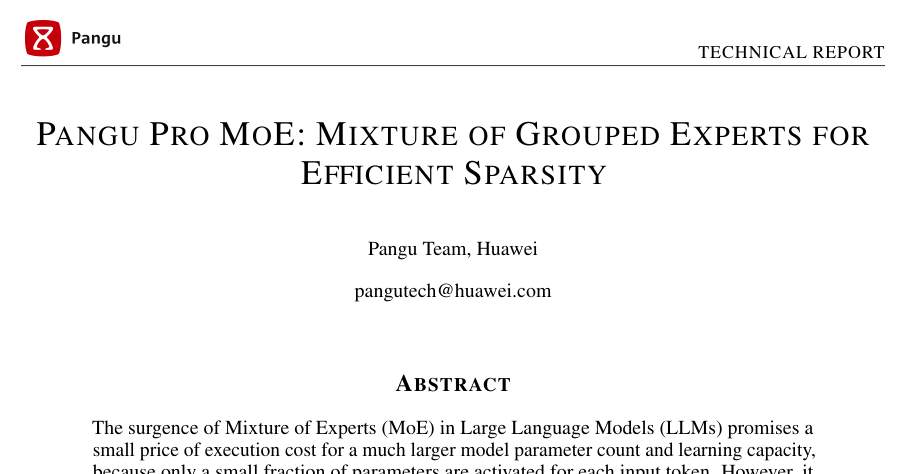 Pangu
TECHNICAL REPORT
PANGU PRO MOE: MIXTURE OF GROUPED EXPERTS FOR
EFFICIENT SPARSITY
Pangu Team, Huawei
pangutech@huawei.com
ABSTRACT
The surgence of Mixture of Experts (MoE) in Large Language Models (LLMs) promises a
small price of execution cost for a much larger model parameter count and learning capacity,
because only a small fraction of parameters are activated for each input token. However, it